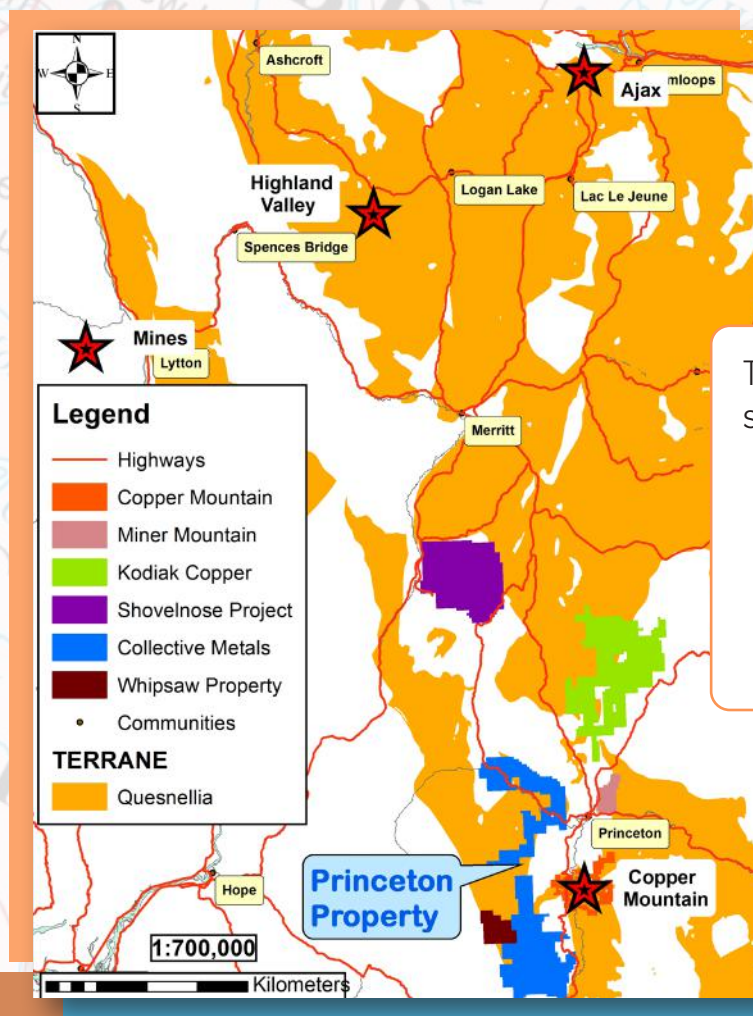 N
W E
S
Ashcroft
Ajax
Highland
Valley
Logan Lake
Lac Le Jeune
Spences Bridge
Mines
Lytton
Legend
Highways
Copper Mountain
Miner Mountain
Kodiak Copper
Shovelnose Project
Collective Metals
Whipsaw Property
Communities
TERRANE
Quesnellia
Merritt
Princeton
Hope
Princeton
Property
Copper
Mountain
1:700,000
Kilometers